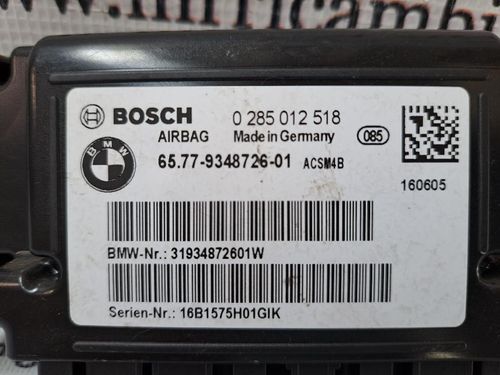 BOSCH 0 285 012 518
AIRBAG Made in Germany 085
BMW 65.77-9348726-01 ACSM4B
160605
BMW-Nr.: 31934872601W
Serien-Nr.: 16B1575H01GIK